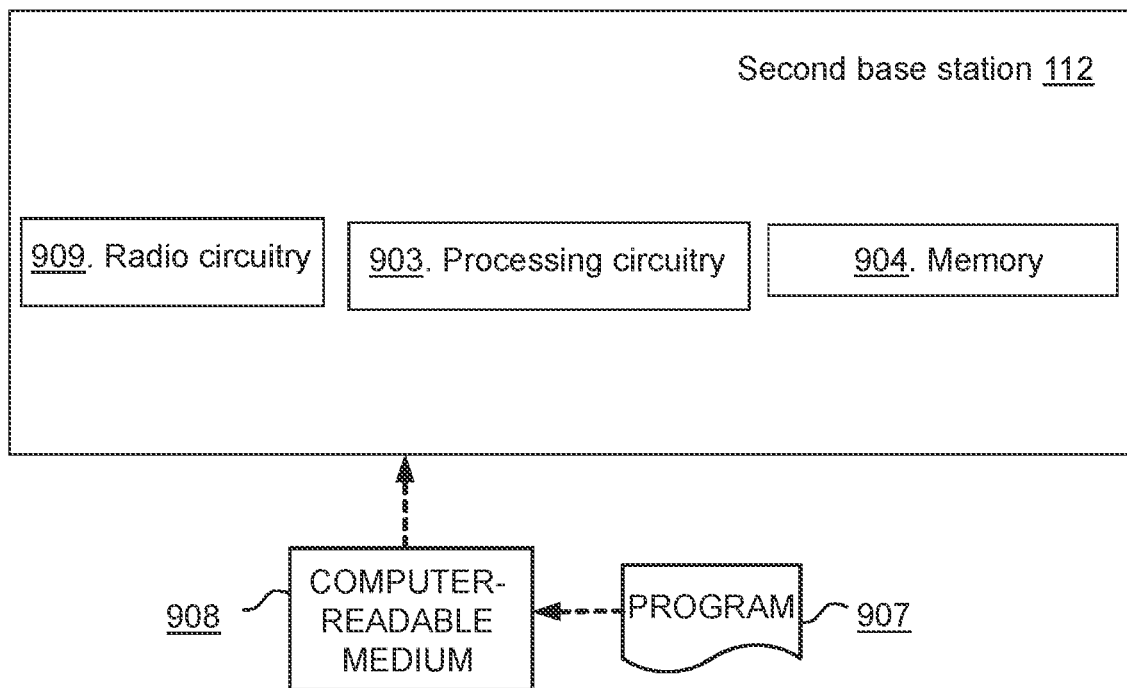 Second base station 112
909. Radio circuitry
903. Processing circuitry
904. Memory
COMPUTER-
READABLE
MEDIUM
908
PROGRAM
907